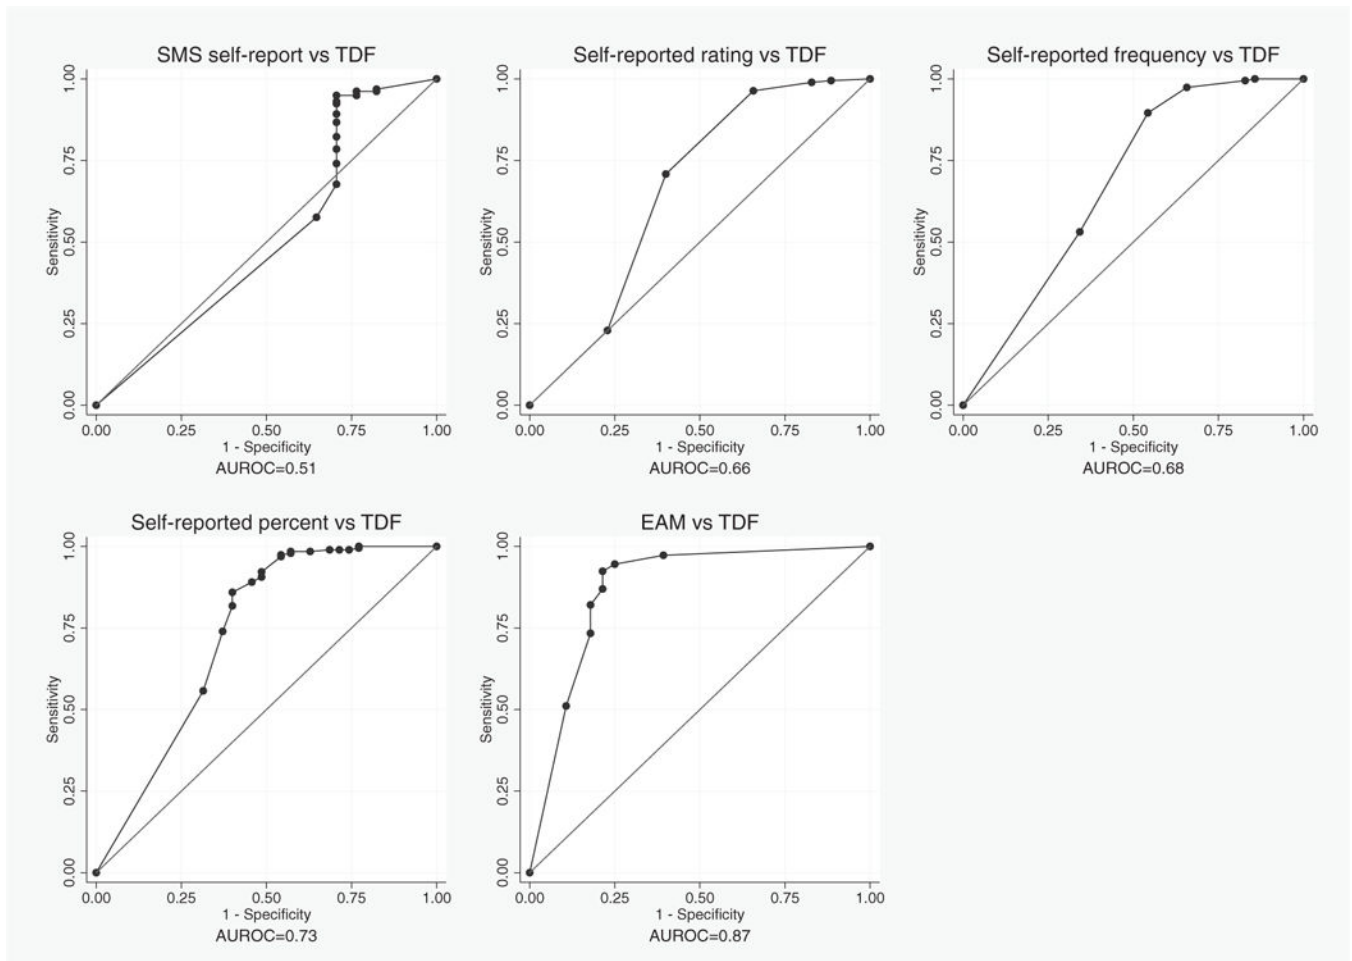 SMS self-report vs TDF
Sensitivity
1.00
0.75
0.50
0.25
0.00
0.00 0.25 0.50 0.75 1.00
1 - Specificity
AUROC=0.51
Self-reported rating vs TDF
Sensitivity
1.00
0.75
0.50
0.25
0.00
0.00 0.25 0.50 0.75 1.00
1 - Specificity
AUROC=0.66
Self-reported frequency vs TDF
Sensitivity
1.00
0.75
0.50
0.25
0.00
0.00 0.25 0.50 0.75 1.00
1 - Specificity
AUROC=0.68
Self-reported percent vs TDF
Sensitivity
1.00
0.75
0.50
0.25
0.00
0.00 0.25 0.50 0.75 1.00
1 - Specificity
AUROC=0.73
EAM vs TDF
Sensitivity
1.00
0.75
0.50
0.25
0.00
0.00 0.25 0.50 0.75 1.00
1 - Specificity
AUROC=0.87